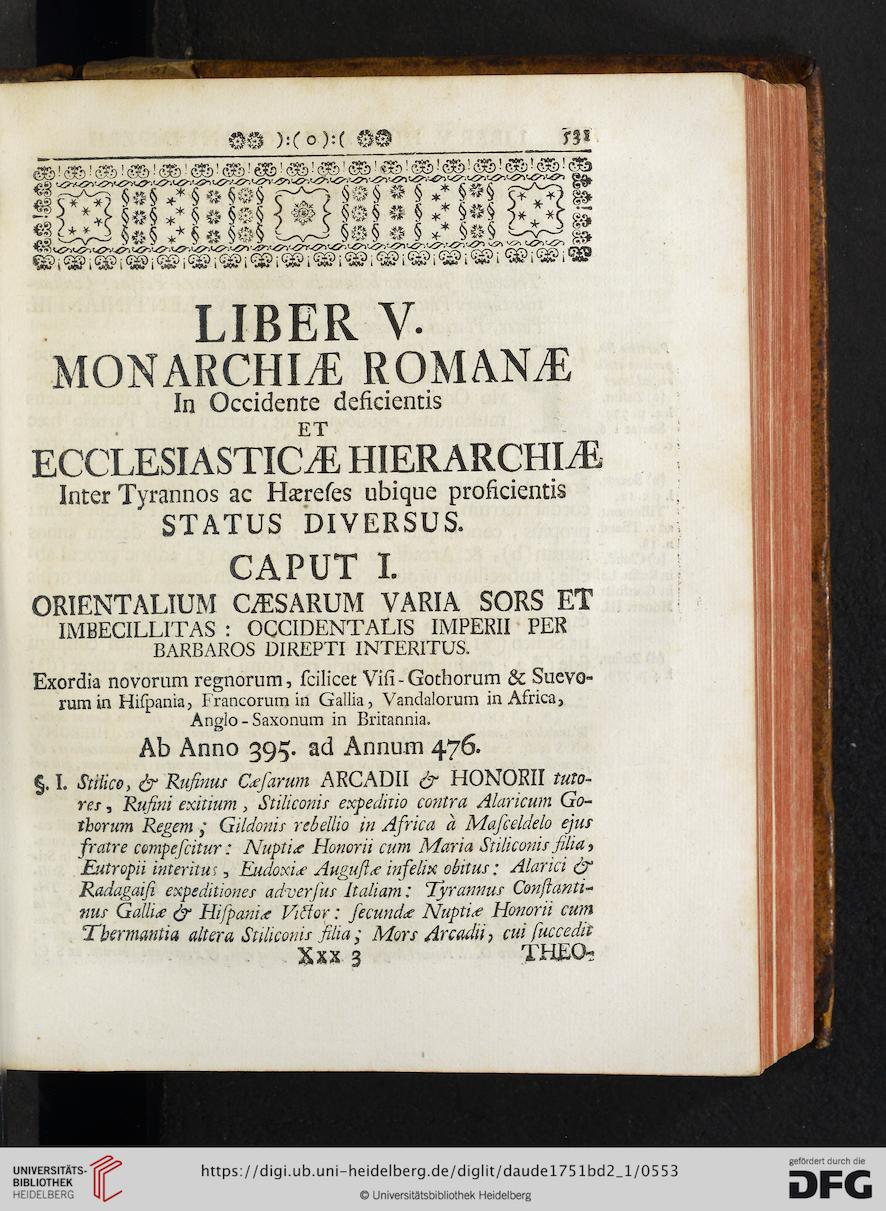 ):( o ):( 531
LIBER V.
MONARCHIÆ ROMANÆ
In Occidente deficientis
ET
ECCLESIASTICÆ HIERARCHIÆ
Inter Tyrannos ac Hæreſes ubique proficientis
STATUS DIVERSUS.
CAPUT I.
ORIENTALIUM CÆSARUM VARIA SORS ET
IMBECILLITAS : OCCIDENTALIS IMPERII PER
BARBAROS DIREPTI INTERITUS.
Exordia novorum regnorum, ſcilicet Viſi-Gothorum & Suevo-
rum in Hiſpania, Francorum in Gallia, Vandalorum in Africa,
Anglo-Saxonum in Britannia.
Ab Anno 395. ad Annum 476.
§. I. Stilico, & Rufinus Cæſarum ARCADII & HONORII tuto-
res, Rufini exitium, Stiliconis expeditio contra Alaricum Go-
thorum Regem; Gildonis rebellio in Africa à Maſceldelo ejus
fratre compeſcitur: Nuptiæ Honorii cum Maria Stiliconis filia,
Eutropii interitus, Eudoxiæ Auguſtæ infelix obitus: Alarici &
Radagaiſi expeditiones adverſus Italiam: Tyrannus Conſtanti-
nus Galliæ & Hiſpaniæ Victor: ſecundæ Nuptiæ Honorii cum
Thermantia altera Stiliconis filia; Mors Arcadii, cui ſuccedit
Xxx 3 THEO-
UNIVERSITÄTS-
BIBLIOTHEK
HEIDELBERG
https://digi.ub.uni-heidelberg.de/diglit/daude1751bd2_1/0553
© Universitätsbibliothek Heidelberg
gefördert durch die
DFG